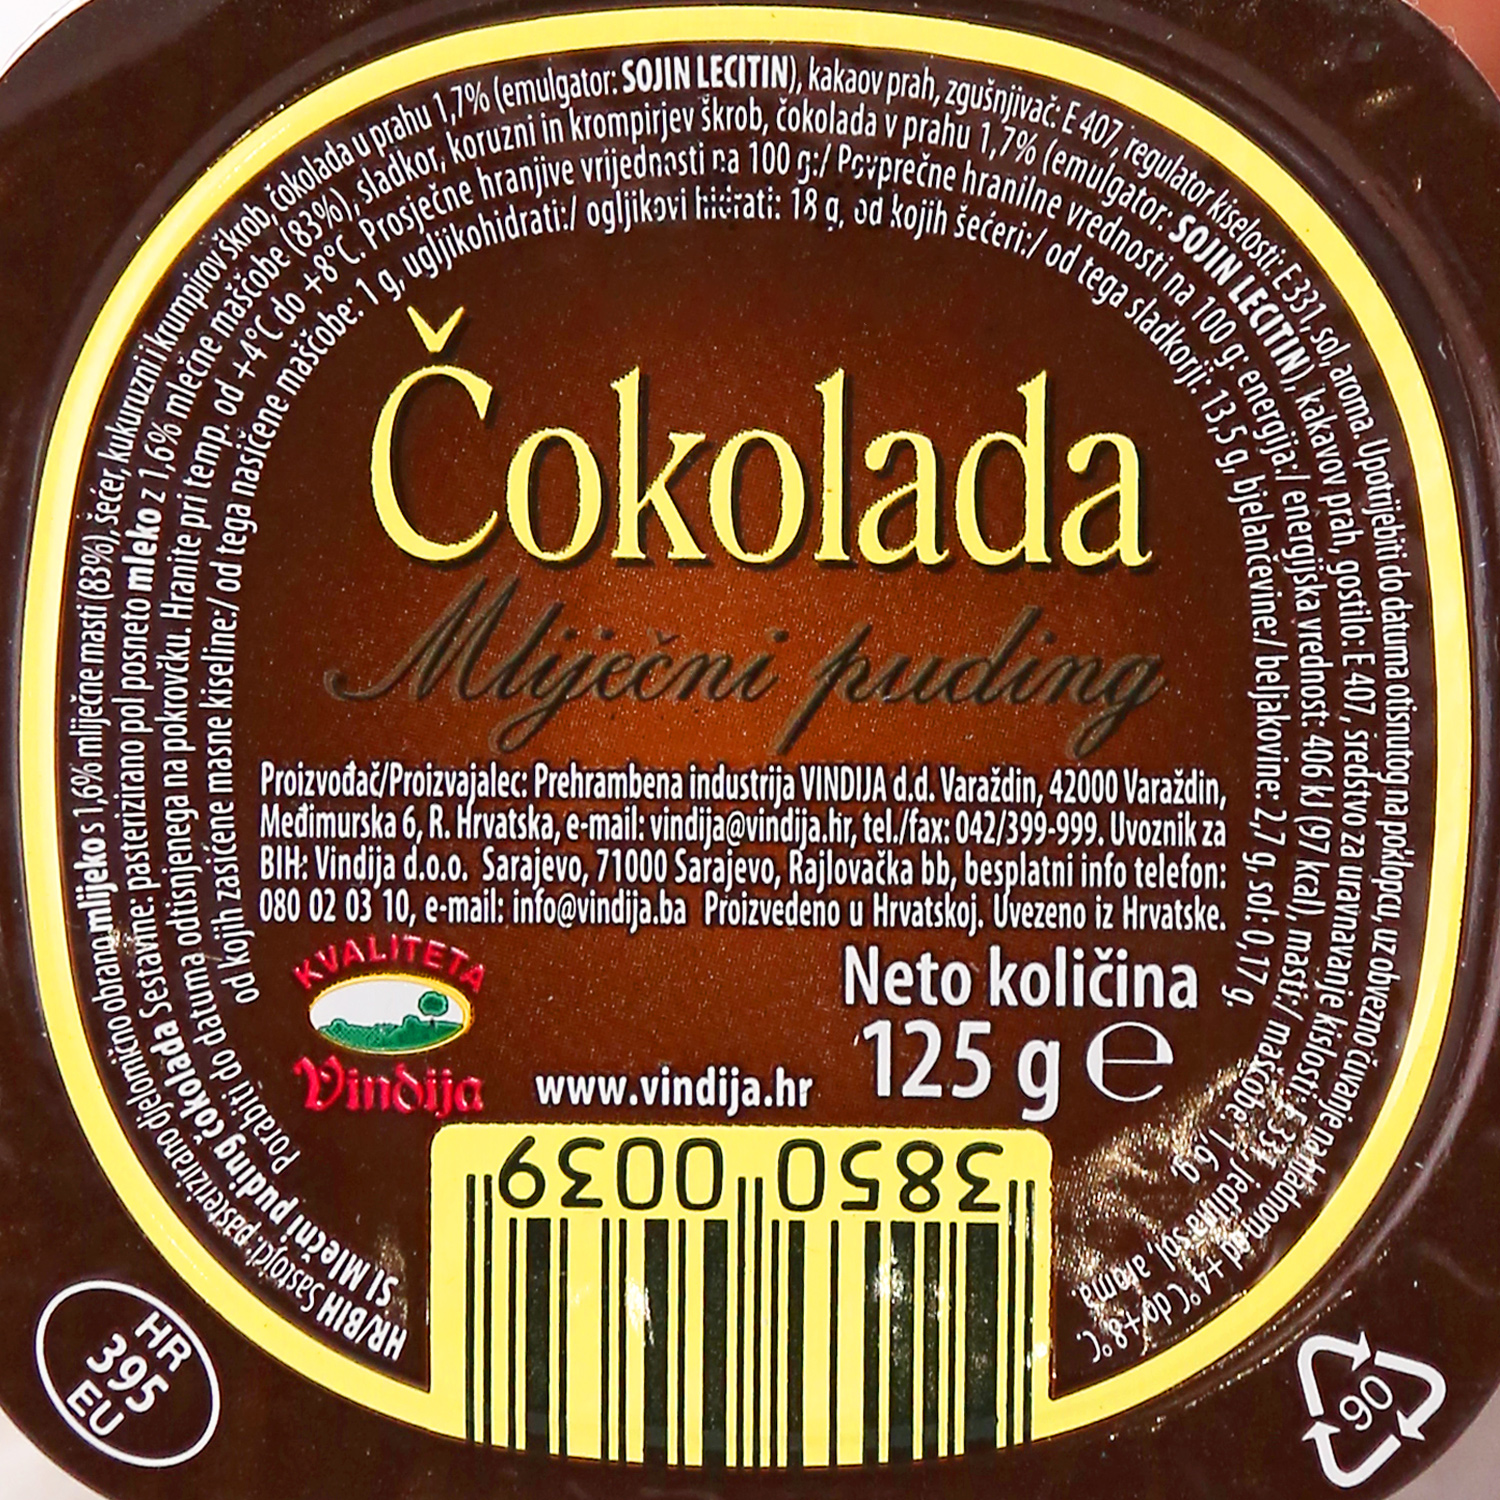 HR/BIH Sastojci: pasterizirano djelomično obrano mlijeko s 1,6% mliječne masti (83%), šećer, kukuruzni i krumpirov škrob, čokolada u prahu 1,7% (emulgator: SOJIN LECITIN), kakaov prah, zgušnjivač: E 407, regulator kiselosti: E 331, sol, aroma. Upotrijebiti do datuma otisnutog na poklopcu, uz obvezno čuvanje na hladnom od +4°C do +8°C.
SI Mlečni puding čokolada Sestavine: pasterizirano pol posneto mleko z 1,6% mlečne maščobe (83%), sladkor, koruzni in krompirjev škrob, čokolada v prahu 1,7% (emulgator: SOJIN LECITIN), kakavov prah, gostilo: E 407, sredstvo za uravnavanje kislosti: E 331, jedilna sol, aroma.
Porabiti do datuma odtisnjenega na pokrovčku. Hranite pri temp. od +4°C do +8°C. Prosječne hranjive vrijednosti na 100 g:/ Povprečne hranilne vrednosti na 100 g: energija:/ energijska vrednost: 406 kJ (97 kcal), masti:/ maščobe: 1,6 g,
od kojih zasićene masne kiseline:/ od tega nasičene maščobe: 1 g, ugljikohidrati:/ ogljikovi hidrati: 18 g, od kojih šećeri:/ od tega sladkorji: 13,5 g, bjelančevine:/ beljakovine: 2,7 g, sol: 0,17 g.
Čokolada
Mliječni puding
Proizvođač/Proizvajalec: Prehrambena industrija VINDIJA d.d. Varaždin, 42000 Varaždin,
Međimurska 6, R. Hrvatska, e-mail: vindija@vindija.hr, tel./fax: 042/399-999. Uvoznik za
BIH: Vindija d.o.o. Sarajevo, 71000 Sarajevo, Rajlovačka bb, besplatni info telefon:
080 02 03 10, e-mail: info@vindija.ba Proizvedeno u Hrvatskoj. Uvezeno iz Hrvatske.
KVALITETA
Vindija
www.vindija.hr
Neto količina
125 g e
3850 0039
HR
395
EU
90